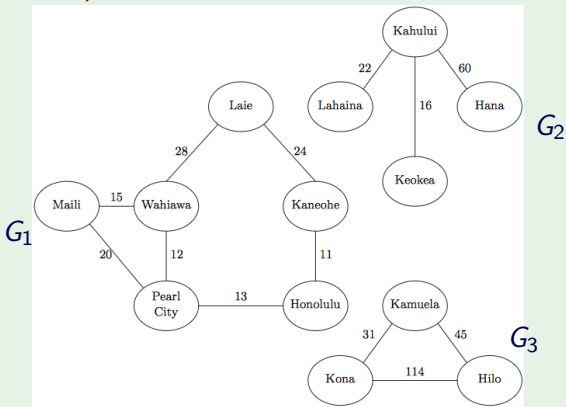 Kahului
22
60
Laie
Lahaina
16
Hana
G2
28
24
Keokea
Maili
15
Wahiawa
Kaneohe
G1
20
12
11
Pearl
City
13
Honolulu
Kamuela
31
45
G3
Kona
114
Hilo